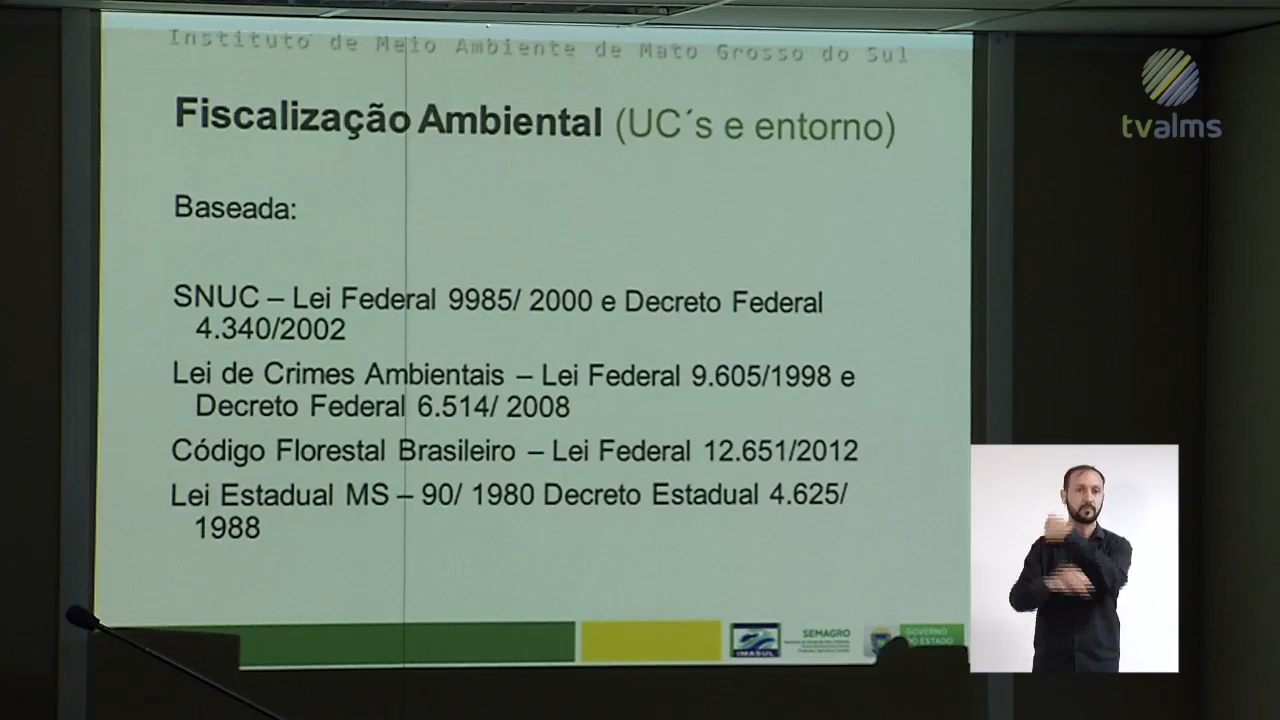 Instituto de Meio Ambiente de Mato Grosso do Sul
tvalms
Fiscalização Ambiental (UC´s e entorno)
Baseada:
SNUC – Lei Federal 9985/ 2000 e Decreto Federal
4.340/2002
Lei de Crimes Ambientais – Lei Federal 9.605/1998 e
Decreto Federal 6.514/ 2008
Código Florestal Brasileiro – Lei Federal 12.651/2012
Lei Estadual MS – 90/ 1980 Decreto Estadual 4.625/
1988
IMASUL
SEMAGRO
GOVERNO
DO ESTADO